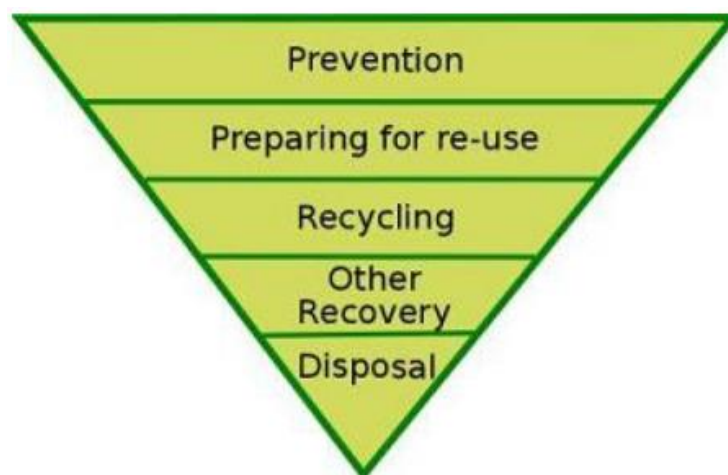 Prevention
Preparing for re-use
Recycling
Other
Recovery
Disposal